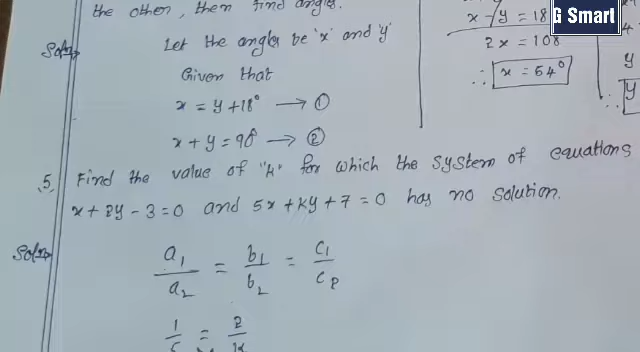 the other, then find angles.
Soln
Let the angles be 'x' and 'y'
Given that
x = y + 18° → ①
x + y = 90° → ②
x - y = 18
2x = 108
∴ x = 54°
y
∴ y
G Smart
5. Find the value of "k" for which the system of equations
x + 2y - 3 = 0 and 5x + ky + 7 = 0 has no solution.
Soln
a₁/a₂ = b₁/b₂ = c₁/c₂
1/5 = 2/k